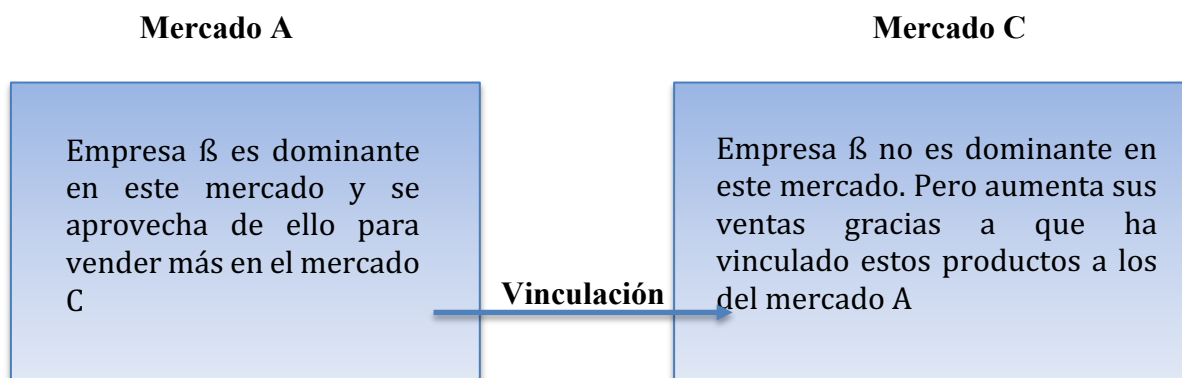 Mercado A
Mercado C
Empresa ß es dominante
en este mercado y se
aprovecha de ello para
vender más en el mercado
C
Vinculación
Empresa ß no es dominante en
este mercado. Pero aumenta sus
ventas gracias a que ha
vinculado estos productos a los
del mercado A